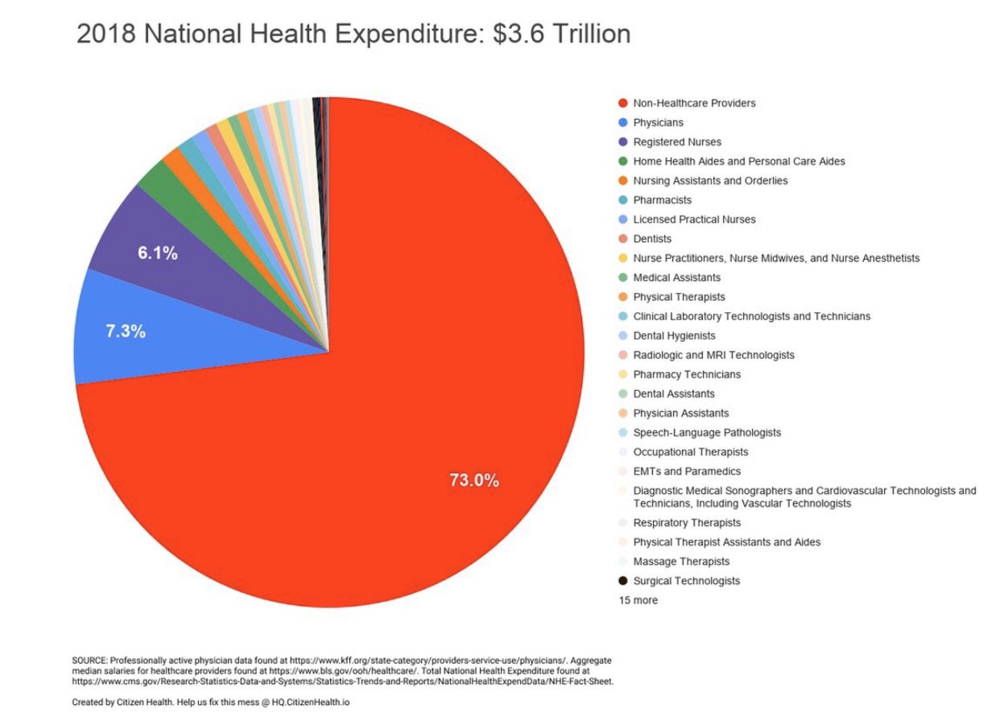 2018 National Health Expenditure: $3.6 Trillion
6.1%
7.3%
73.0%
Non-Healthcare Providers
Physicians
Registered Nurses
Home Health Aides and Personal Care Aides
Nursing Assistants and Orderlies
Pharmacists
Licensed Practical Nurses
Dentists
Nurse Practitioners, Nurse Midwives, and Nurse Anesthetists
Medical Assistants
Physical Therapists
Clinical Laboratory Technologists and Technicians
Dental Hygienists
Radiologic and MRI Technologists
Pharmacy Technicians
Dental Assistants
Physician Assistants
Speech-Language Pathologists
Occupational Therapists
EMTs and Paramedics
Diagnostic Medical Sonographers and Cardiovascular Technologists and
Technicians, Including Vascular Technologists
Respiratory Therapists
Physical Therapist Assistants and Aides
Massage Therapists
Surgical Technologists
15 more
SOURCE: Professionally active physician data found at https://www.kff.org/state-category/providers-service-use/physicians/. Aggregate
median salaries for healthcare providers found at https://www.bls.gov/ooh/healthcare/. Total National Health Expenditure found at
https://www.cms.gov/Research-Statistics-Data-and-Systems/Statistics-Trends-and-Reports/NationalHealthExpendData/NHE-Fact-Sheet.
Created by Citizen Health. Help us fix this mess @ HQ.CitizenHealth.io